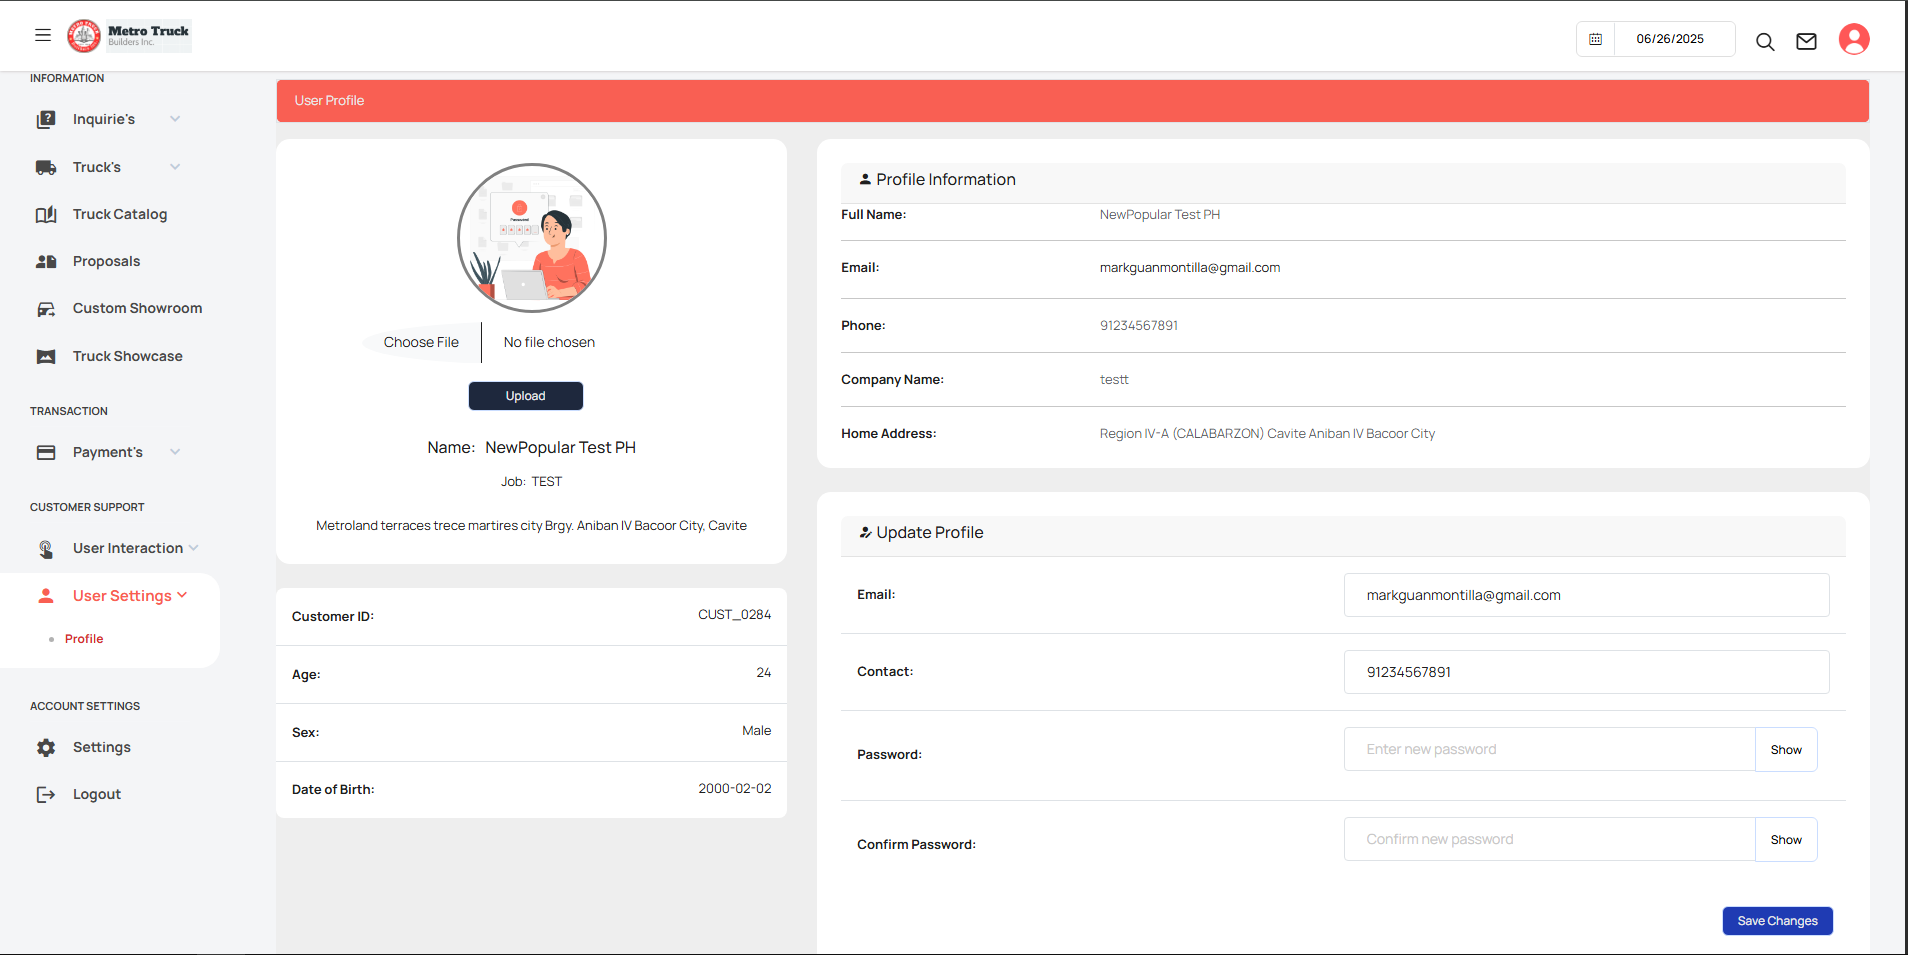 Metro Truck
Builders Inc.
06/26/2025
INFORMATION
Inquirie's
Truck's
Truck Catalog
Proposals
Custom Showroom
Truck Showcase
TRANSACTION
Payment's
CUSTOMER SUPPORT
User Interaction
User Settings
Profile
ACCOUNT SETTINGS
Settings
Logout
User Profile
Password
Choose File No file chosen
Upload
Name: NewPopular Test PH
Job: TEST
Metroland terraces trece martires city Brgy. Aniban IV Bacoor City, Cavite
Customer ID: CUST_0284
Age: 24
Sex: Male
Date of Birth: 2000-02-02
Profile Information
Full Name: NewPopular Test PH
Email: markguanmontilla@gmail.com
Phone: 91234567891
Company Name: testt
Home Address: Region IV-A (CALABARZON) Cavite Aniban IV Bacoor City
Update Profile
Email: markguanmontilla@gmail.com
Contact: 91234567891
Password: Enter new password Show
Confirm Password: Confirm new password Show
Save Changes